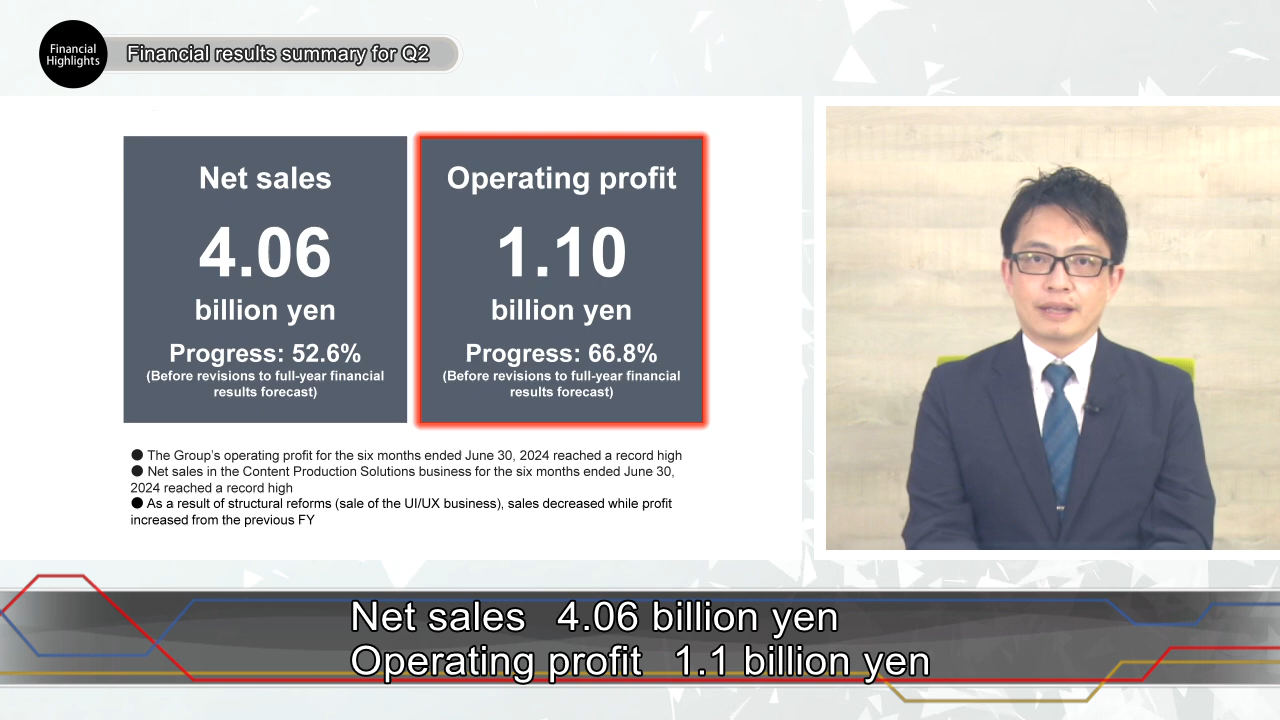 Financial
Highlights
Financial results summary for Q2
Net sales
4.06
billion yen
Progress: 52.6%
(Before revisions to full-year financial
results forecast)
Operating profit
1.10
billion yen
Progress: 66.8%
(Before revisions to full-year financial
results forecast)
● The Group's operating profit for the six months ended June 30, 2024 reached a record high
● Net sales in the Content Production Solutions business for the six months ended June 30,
2024 reached a record high
● As a result of structural reforms (sale of the UI/UX business), sales decreased while profit
increased from the previous FY
Net sales 4.06 billion yen
Operating profit 1.1 billion yen